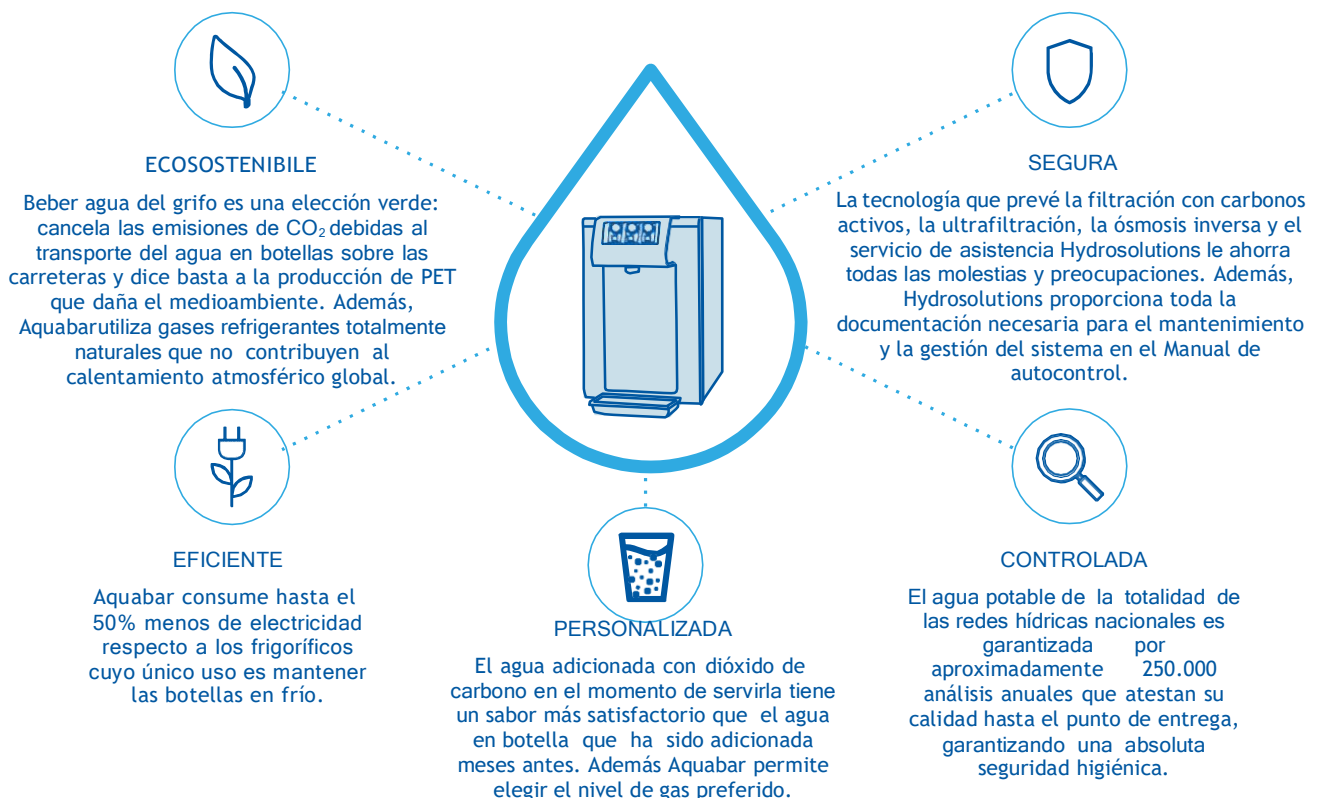 ECOSOSTENIBILE
Beber agua del grifo es una elección verde:
cancela las emisiones de CO₂ debidas al
transporte del agua en botellas sobre las
carreteras y dice basta a la producción de PET
que daña el medioambiente. Además,
Aquabarutiliza gases refrigerantes totalmente
naturales que no contribuyen al
calentamiento atmosférico global.
SEGURA
La tecnología que prevé la filtración con carbonos
activos, la ultrafiltración, la ósmosis inversa y el
servicio de asistencia Hydrosolutions le ahorra
todas las molestias y preocupaciones. Además,
Hydrosolutions proporciona toda la
documentación necesaria para el mantenimiento
y la gestión del sistema en el Manual de
autocontrol.
EFICIENTE
Aquabar consume hasta el
50% menos de electricidad
respecto a los frigoríficos
cuyo único uso es mantener
las botellas en frío.
PERSONALIZADA
El agua adicionada con dióxido de
carbono en el momento de servirla tiene
un sabor más satisfactorio que el agua
en botella que ha sido adicionada
meses antes. Además Aquabar permite
elegir el nivel de gas preferido.
CONTROLADA
El agua potable de la totalidad de
las redes hídricas nacionales es
garantizada por
aproximadamente 250.000
análisis anuales que atestan su
calidad hasta el punto de entrega,
garantizando una absoluta
seguridad higiénica.